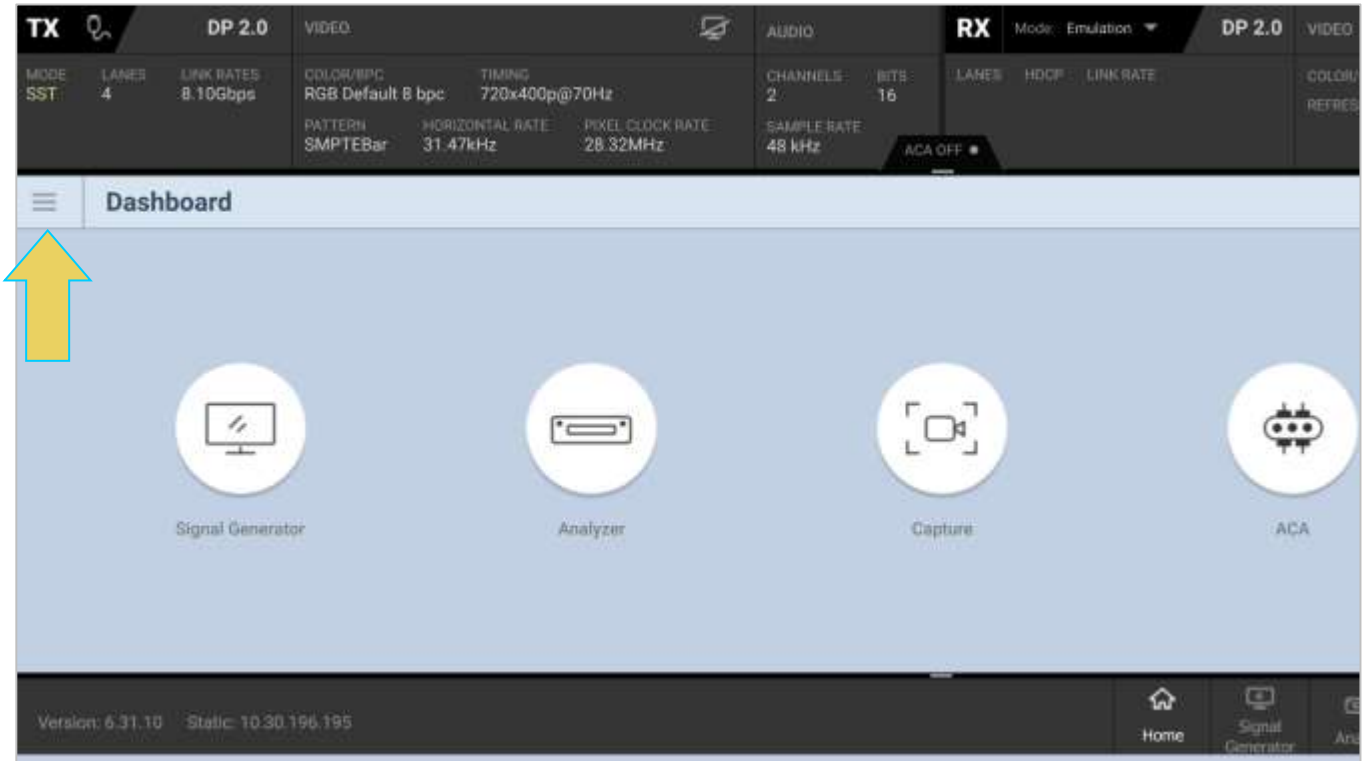 TX DP 2.0 VIDEO AUDIO RX Mode: Emulation DP 2.0 VIDEO
MODE LANES LINK RATES COLOR/BPC TIMING CHANNELS BITS LANES HDCP LINK RATE COLOR/
SST 4 8.10Gbps RGB Default 8 bpc 720x400p@70Hz 2 16 REFRES
PATTERN HORIZONTAL RATE PIXEL CLOCK RATE SAMPLE RATE
SMPTEBar 31.47kHz 28.32MHz 48 kHz ACA OFF
Dashboard
Signal Generator Analyzer Capture ACA
Version: 6.31.10 Static: 10.30.196.195
Home Signal Generator Ana